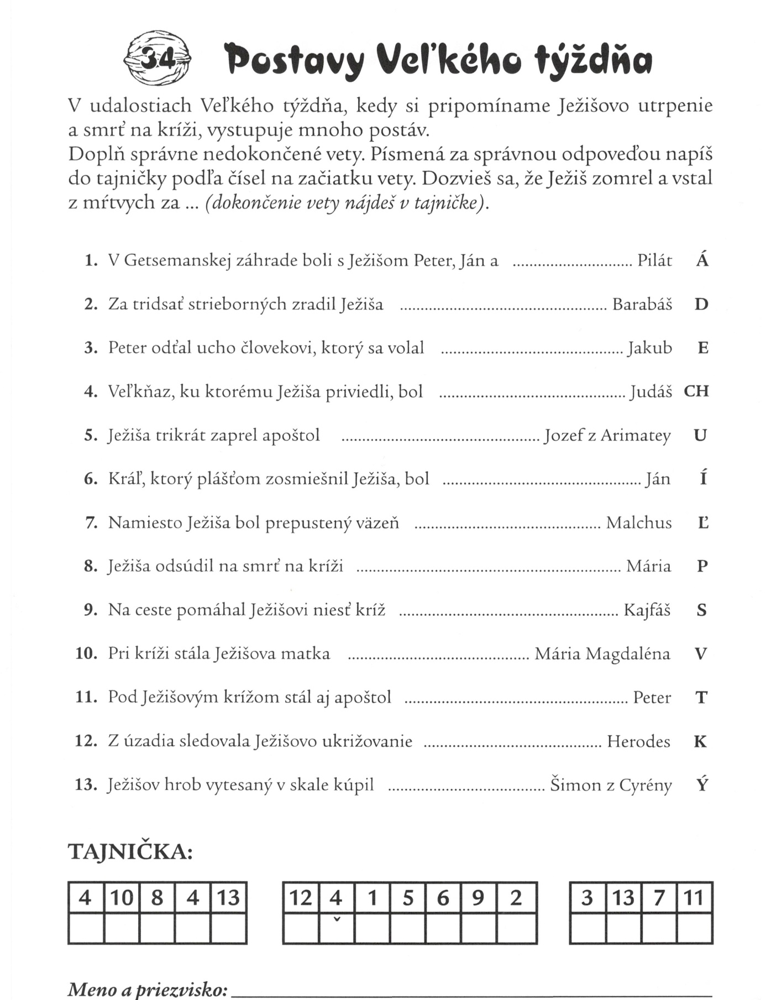 34 Postavy Veľkého týždňa
V udalostiach Veľkého týždňa, kedy si pripomíname Ježišovo utrpenie
a smrť na kríži, vystupuje mnoho postáv.
Doplň správne nedokončené vety. Písmená za správnou odpoveďou napíš
do tajničky podľa čísel na začiatku vety. Dozvieš sa, že Ježiš zomrel a vstal
z mŕtvych za ... (dokončenie vety nájdeš v tajničke).
1. V Getsemanskej záhrade boli s Ježišom Peter, Ján a ............................. Pilát Á
2. Za tridsať strieborných zradil Ježiša .................................................. Barabáš D
3. Peter odťal ucho človekovi, ktorý sa volal ............................................ Jakub E
4. Veľkňaz, ku ktorému Ježiša priviedli, bol ............................................. Judáš CH
5. Ježiša trikrát zaprel apoštol ................................................ Jozef z Arimatey U
6. Kráľ, ktorý plášťom zosmiešnil Ježiša, bol ................................................ Ján Í
7. Namiesto Ježiša bol prepustený väzeň ............................................. Malchus Ľ
8. Ježiša odsúdil na smrť na kríži ................................................................ Mária P
9. Na ceste pomáhal Ježišovi niesť kríž ..................................................... Kajfáš S
10. Pri kríži stála Ježišova matka ............................................ Mária Magdaléna V
11. Pod Ježišovým krížom stál aj apoštol ...................................................... Peter T
12. Z úzadia sledovala Ježišovo ukrižovanie ........................................... Herodes K
13. Ježišov hrob vytesaný v skale kúpil ...................................... Šimon z Cyrény Ý
TAJNIČKA:
4 10 8 4 13 12 4 1 5 6 9 2 3 13 7 11
ˇ
Meno a priezvisko: